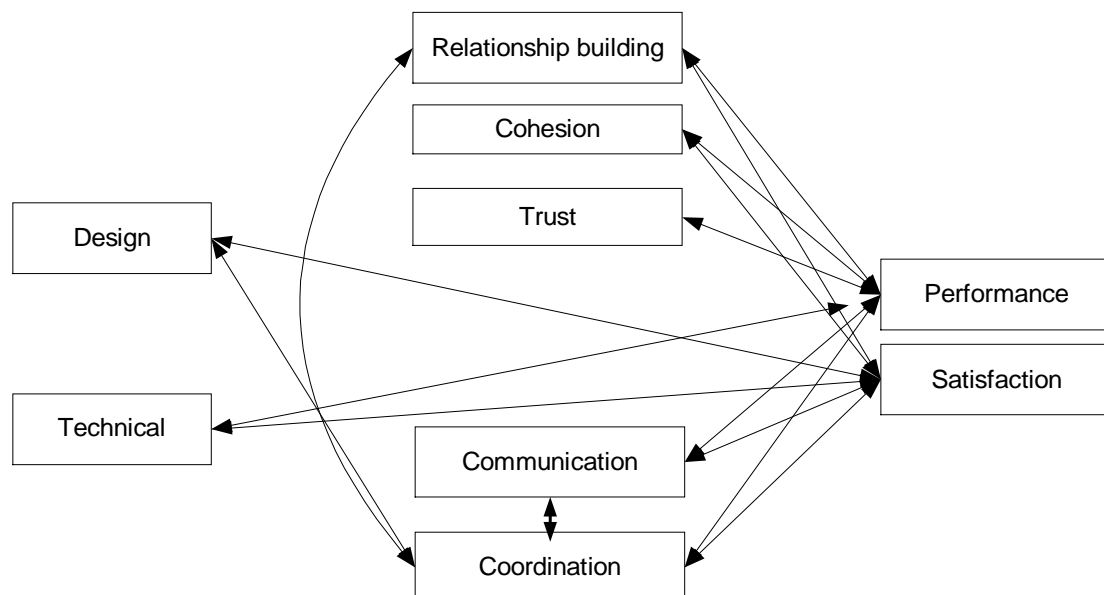 Relationship building
Cohesion
Trust
Design
Performance
Satisfaction
Technical
Communication
Coordination